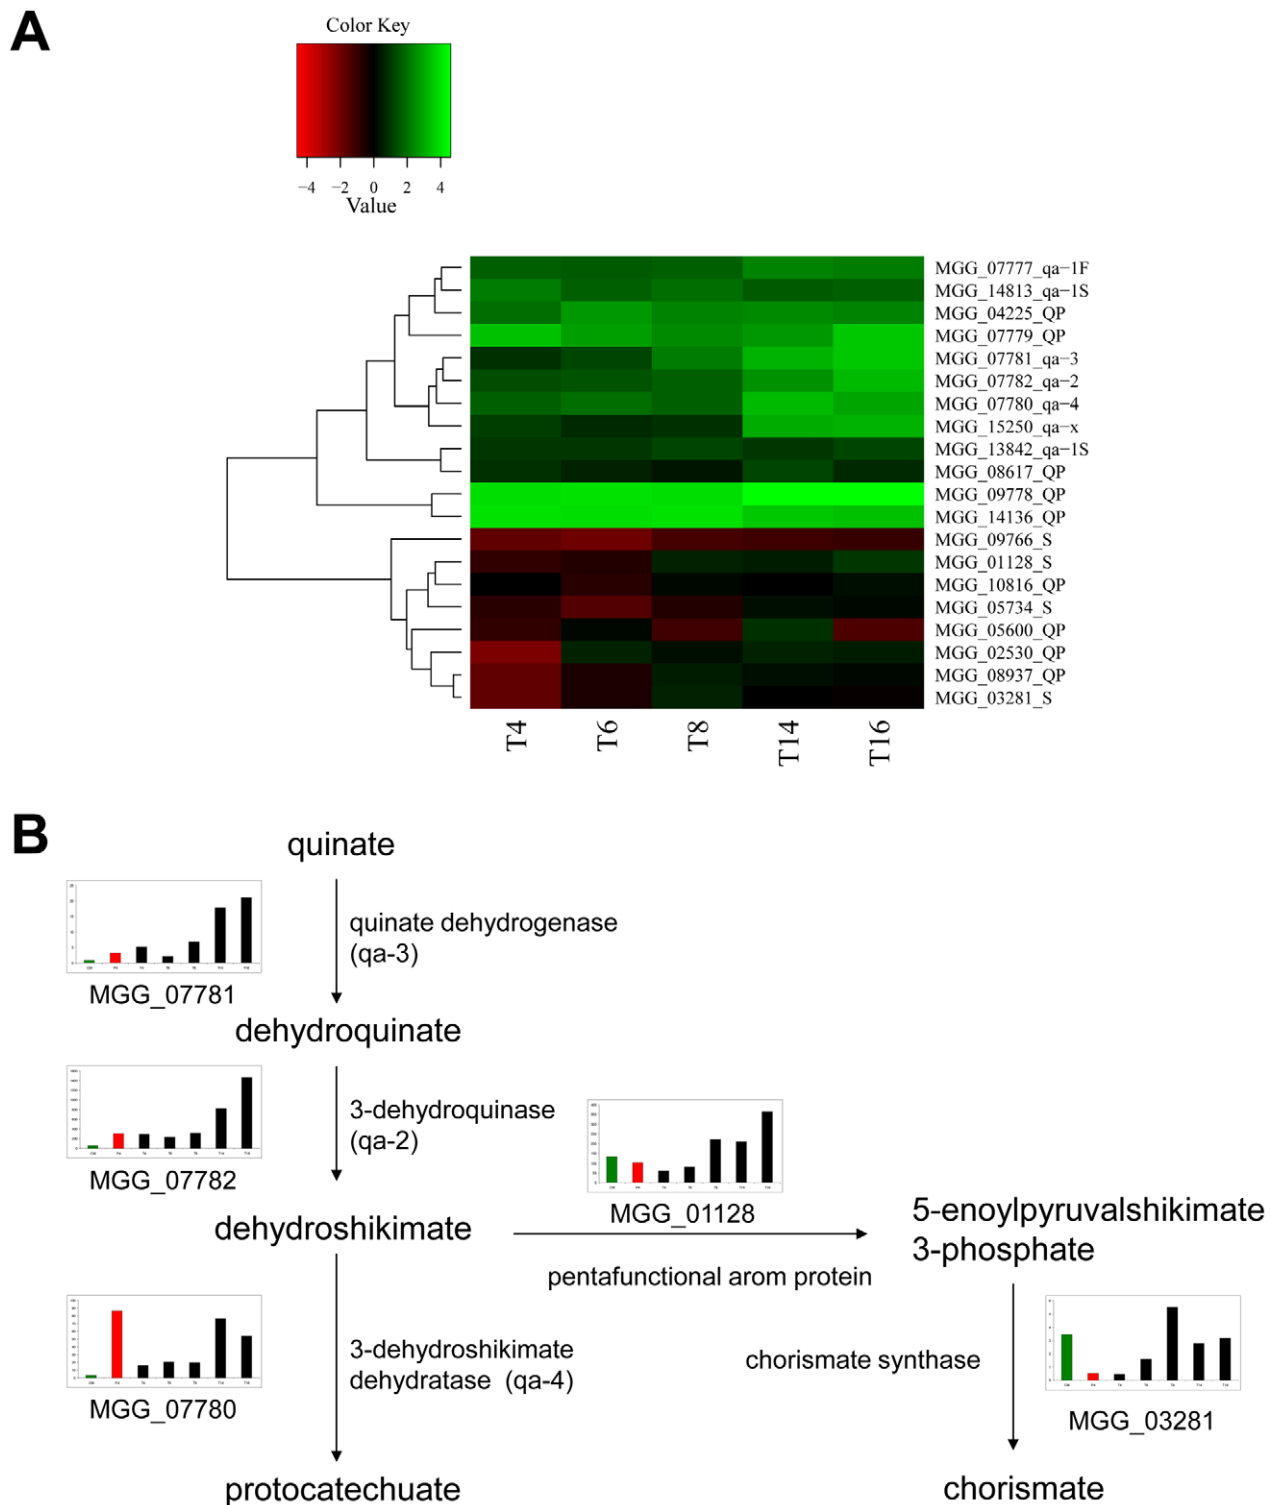 A
Color Key
−4 −2 0 2 4
Value
MGG_07777_qa−1F
MGG_14813_qa−1S
MGG_04225_QP
MGG_07779_QP
MGG_07781_qa−3
MGG_07782_qa−2
MGG_07780_qa−4
MGG_15250_qa−x
MGG_13842_qa−1S
MGG_08617_QP
MGG_09778_QP
MGG_14136_QP
MGG_09766_S
MGG_01128_S
MGG_10816_QP
MGG_05734_S
MGG_05600_QP
MGG_02530_QP
MGG_08937_QP
MGG_03281_S
T4 T6 T8 T14 T16
B
quinate
quinate dehydrogenase
(qa-3)
MGG_07781
dehydroquinate
3-dehydroquinase
(qa-2)
MGG_07782
MGG_01128
dehydroshikimate
5-enoylpyruvalshikimate
3-phosphate
pentafunctional arom protein
3-dehydroshikimate
dehydratase (qa-4)
MGG_07780
chorismate synthase
MGG_03281
protocatechuate
chorismate